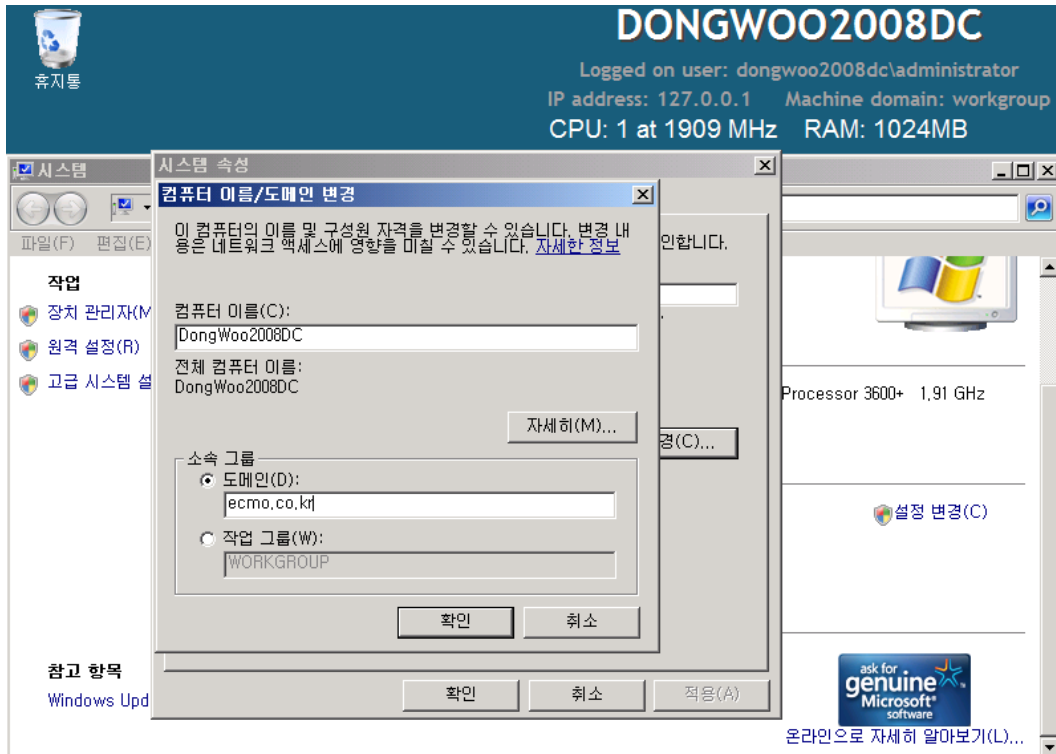 DONGWOO2008DC
휴지통
Logged on user: dongwoo2008dc\administrator
IP address: 127.0.0.1 Machine domain: workgroup
CPU: 1 at 1909 MHz RAM: 1024MB
시스템
시스템 속성
컴퓨터 이름/도메인 변경
파일(F) 편집(E)
이 컴퓨터의 이름 및 구성원 자격을 변경할 수 있습니다. 변경 내
용은 네트워크 액세스에 영향을 미칠 수 있습니다. 자세한 정보
인합니다.
작업
장치 관리자(M
원격 설정(R)
고급 시스템 설
컴퓨터 이름(C):
DongWoo2008DC
전체 컴퓨터 이름:
DongWoo2008DC
Processor 3600+ 1.91 GHz
자세히(M)...
경(C)...
소속 그룹
도메인(D):
ecmo.co.kr
설정 변경(C)
작업 그룹(W):
WORKGROUP
확인 취소
참고 항목
Windows Upd
확인 취소 적용(A)
ask for
genuine
Microsoft*
software
온라인으로 자세히 알아보기(L)...